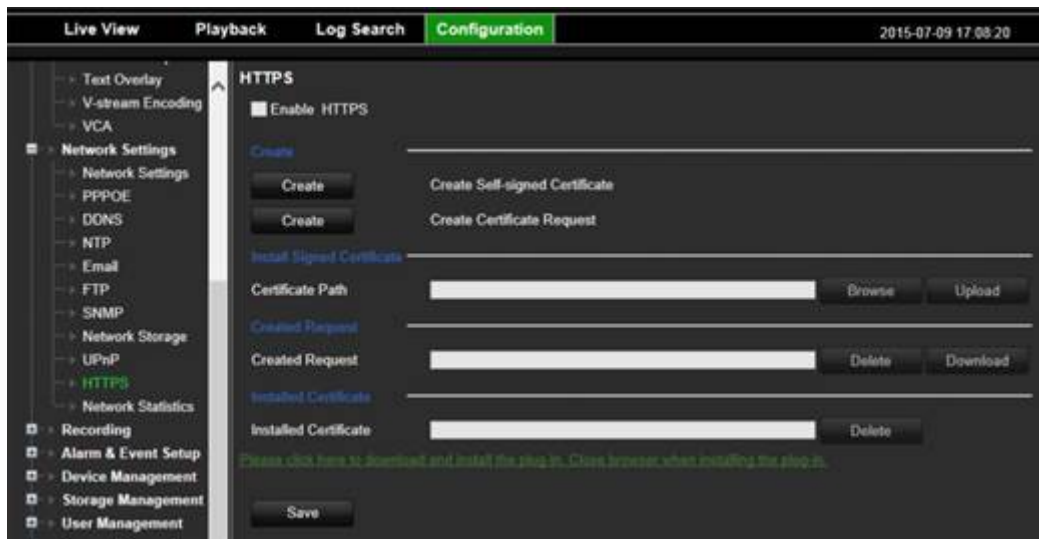 Live View Playback Log Search Configuration 2015-07-09 17:08:20
Text Overlay
V-stream Encoding
VCA
Network Settings
Network Settings
PPPOE
DDNS
NTP
Email
FTP
SNMP
Network Storage
UPnP
HTTPS
Network Statistics
Recording
Alarm & Event Setup
Device Management
Storage Management
User Management
HTTPS
Enable HTTPS
Create
Create Create Self-signed Certificate
Create Create Certificate Request
Install Signed Certificate
Certificate Path Browse Upload
Created Request
Created Request Delete Download
Installed Certificate
Installed Certificate Delete
Please click here to download and install the plug-in. Close browser when installing the plug-in.
Save